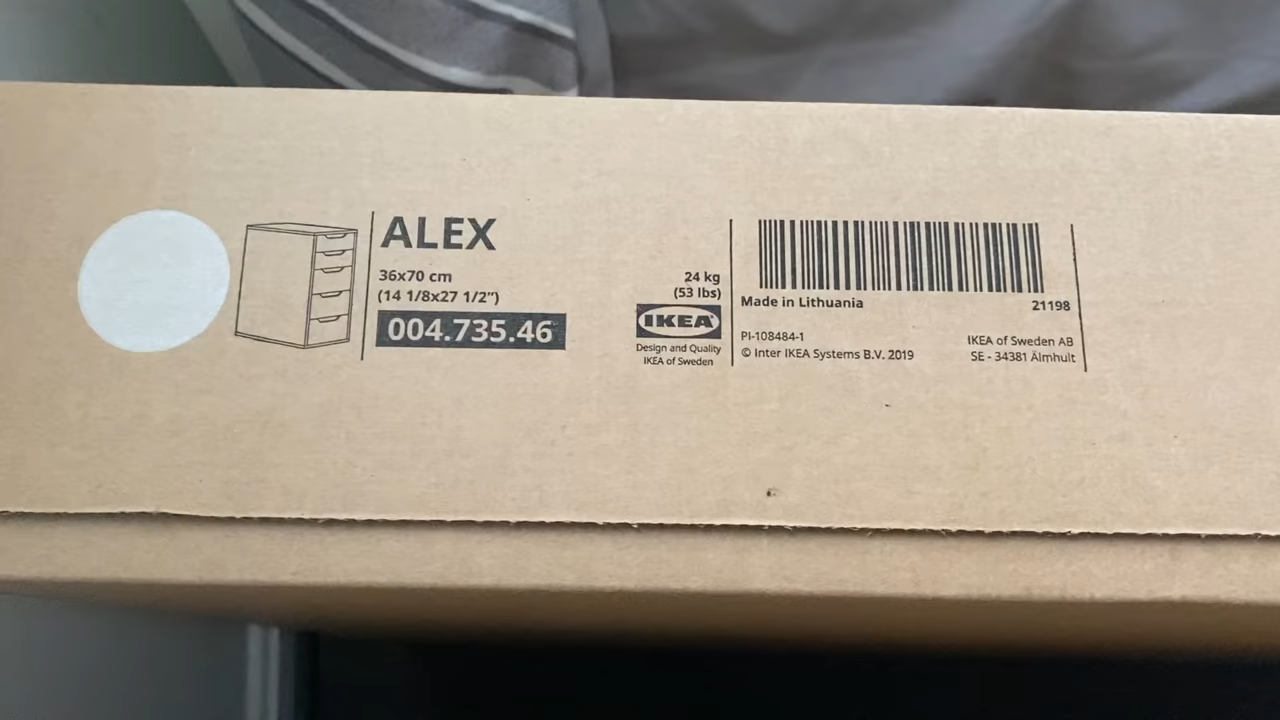 ALEX
36x70 cm
(14 1/8x27 1/2”)
004.735.46
24 kg
(53 lbs)
IKEA
Design and Quality
IKEA of Sweden
Made in Lithuania
21198
PI-108484-1
© Inter IKEA Systems B.V. 2019
IKEA of Sweden AB
SE - 34381 Älmhult